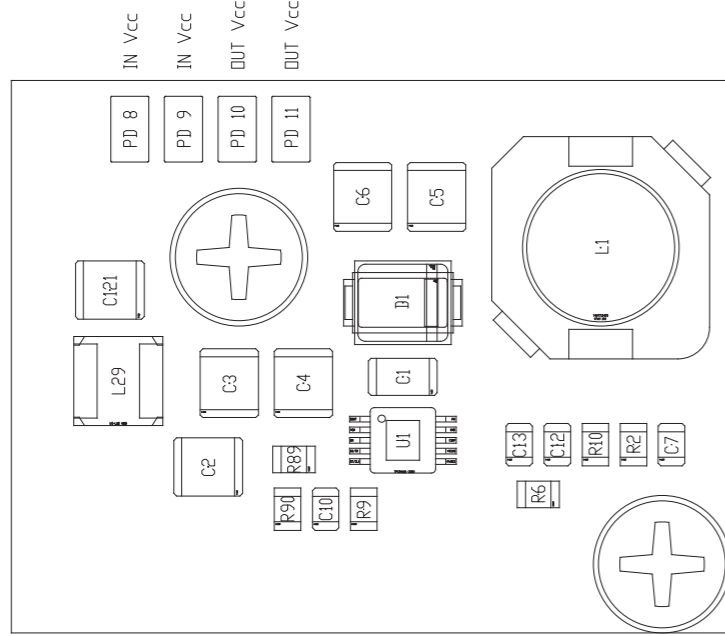 IN Vcc
IN Vcc
OUT Vcc
OUT Vcc
PD 8
PD 9
PD 10
PD 11
C6
C5
L1
C121
D1
L29
C3
C4
C1
U1
C2
R89
C13
C12
R10
R2
C7
R90
C10
R9
R6